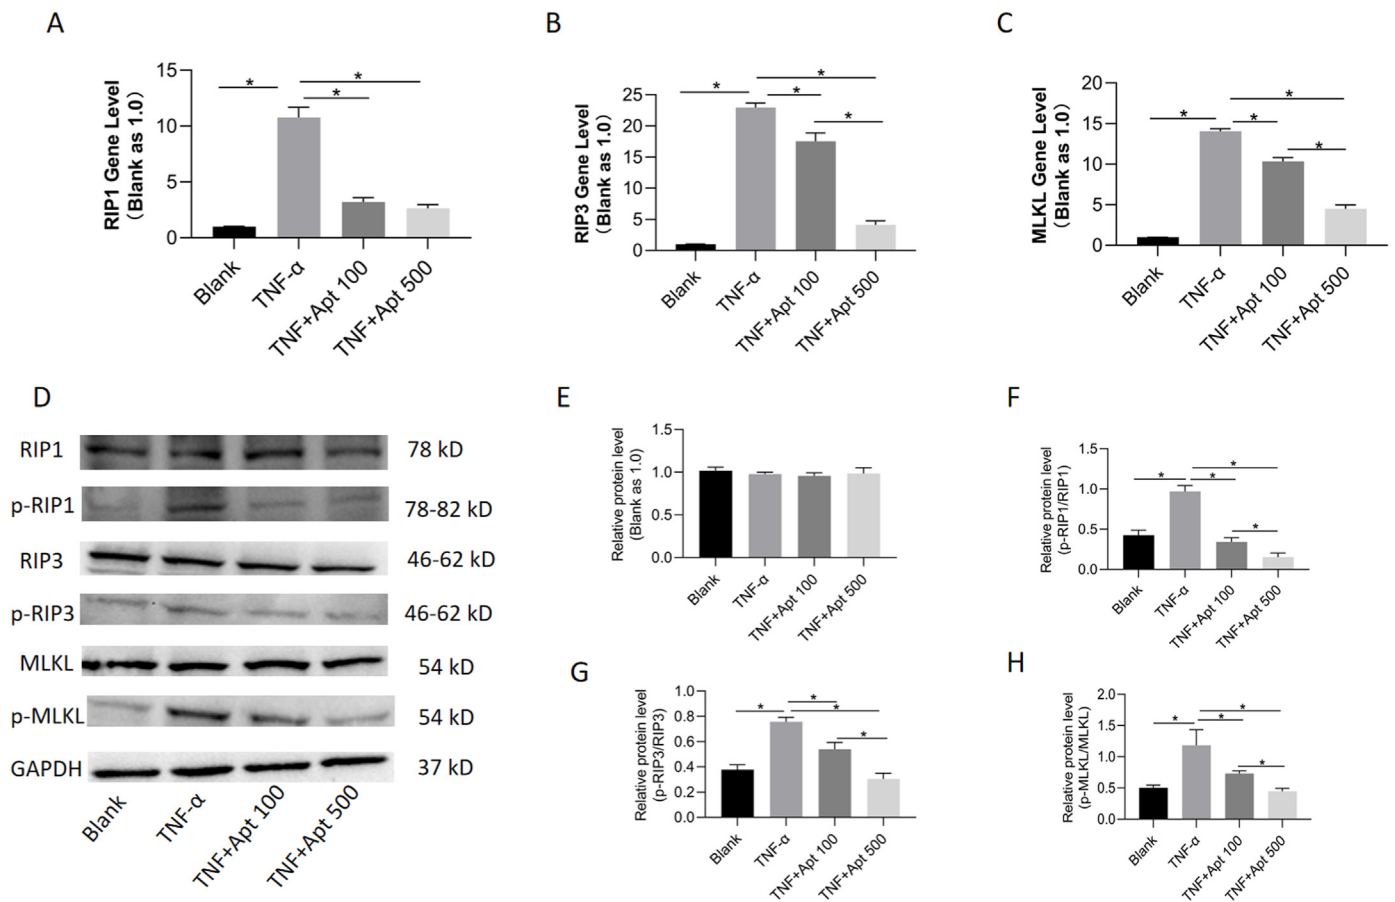 A
RIP1 Gene Level
(Blank as 1.0)
15
10
5
0
*
*
*
Blank
TNF-α
TNF+Apt 100
TNF+Apt 500
B
RIP3 Gene Level
(Blank as 1.0)
25
20
15
10
5
0
*
*
*
*
Blank
TNF-α
TNF+Apt 100
TNF+Apt 500
C
MLKL Gene Level
(Blank as 1.0)
20
15
10
5
0
*
*
*
*
Blank
TNF-α
TNF+Apt 100
TNF+Apt 500
D
RIP1 78 kD
p-RIP1 78-82 kD
RIP3 46-62 kD
p-RIP3 46-62 kD
MLKL 54 kD
p-MLKL 54 kD
GAPDH 37 kD
Blank
TNF-α
TNF+Apt 100
TNF+Apt 500
E
Relative protein level
(Blank as 1.0)
1.5
1.0
0.5
0.0
Blank
TNF-α
TNF+Apt 100
TNF+Apt 500
F
Relative protein level
(p-RIP1/RIP1)
1.5
1.0
0.5
0.0
*
*
*
*
Blank
TNF-α
TNF+Apt 100
TNF+Apt 500
G
Relative protein level
(p-RIP3/RIP3)
1.0
0.8
0.6
0.4
0.2
0.0
*
*
*
*
Blank
TNF-α
TNF+Apt 100
TNF+Apt 500
H
Relative protein level
(p-MLKL/MLKL)
2.0
1.5
1.0
0.5
0.0
*
*
*
*
Blank
TNF-α
TNF+Apt 100
TNF+Apt 500